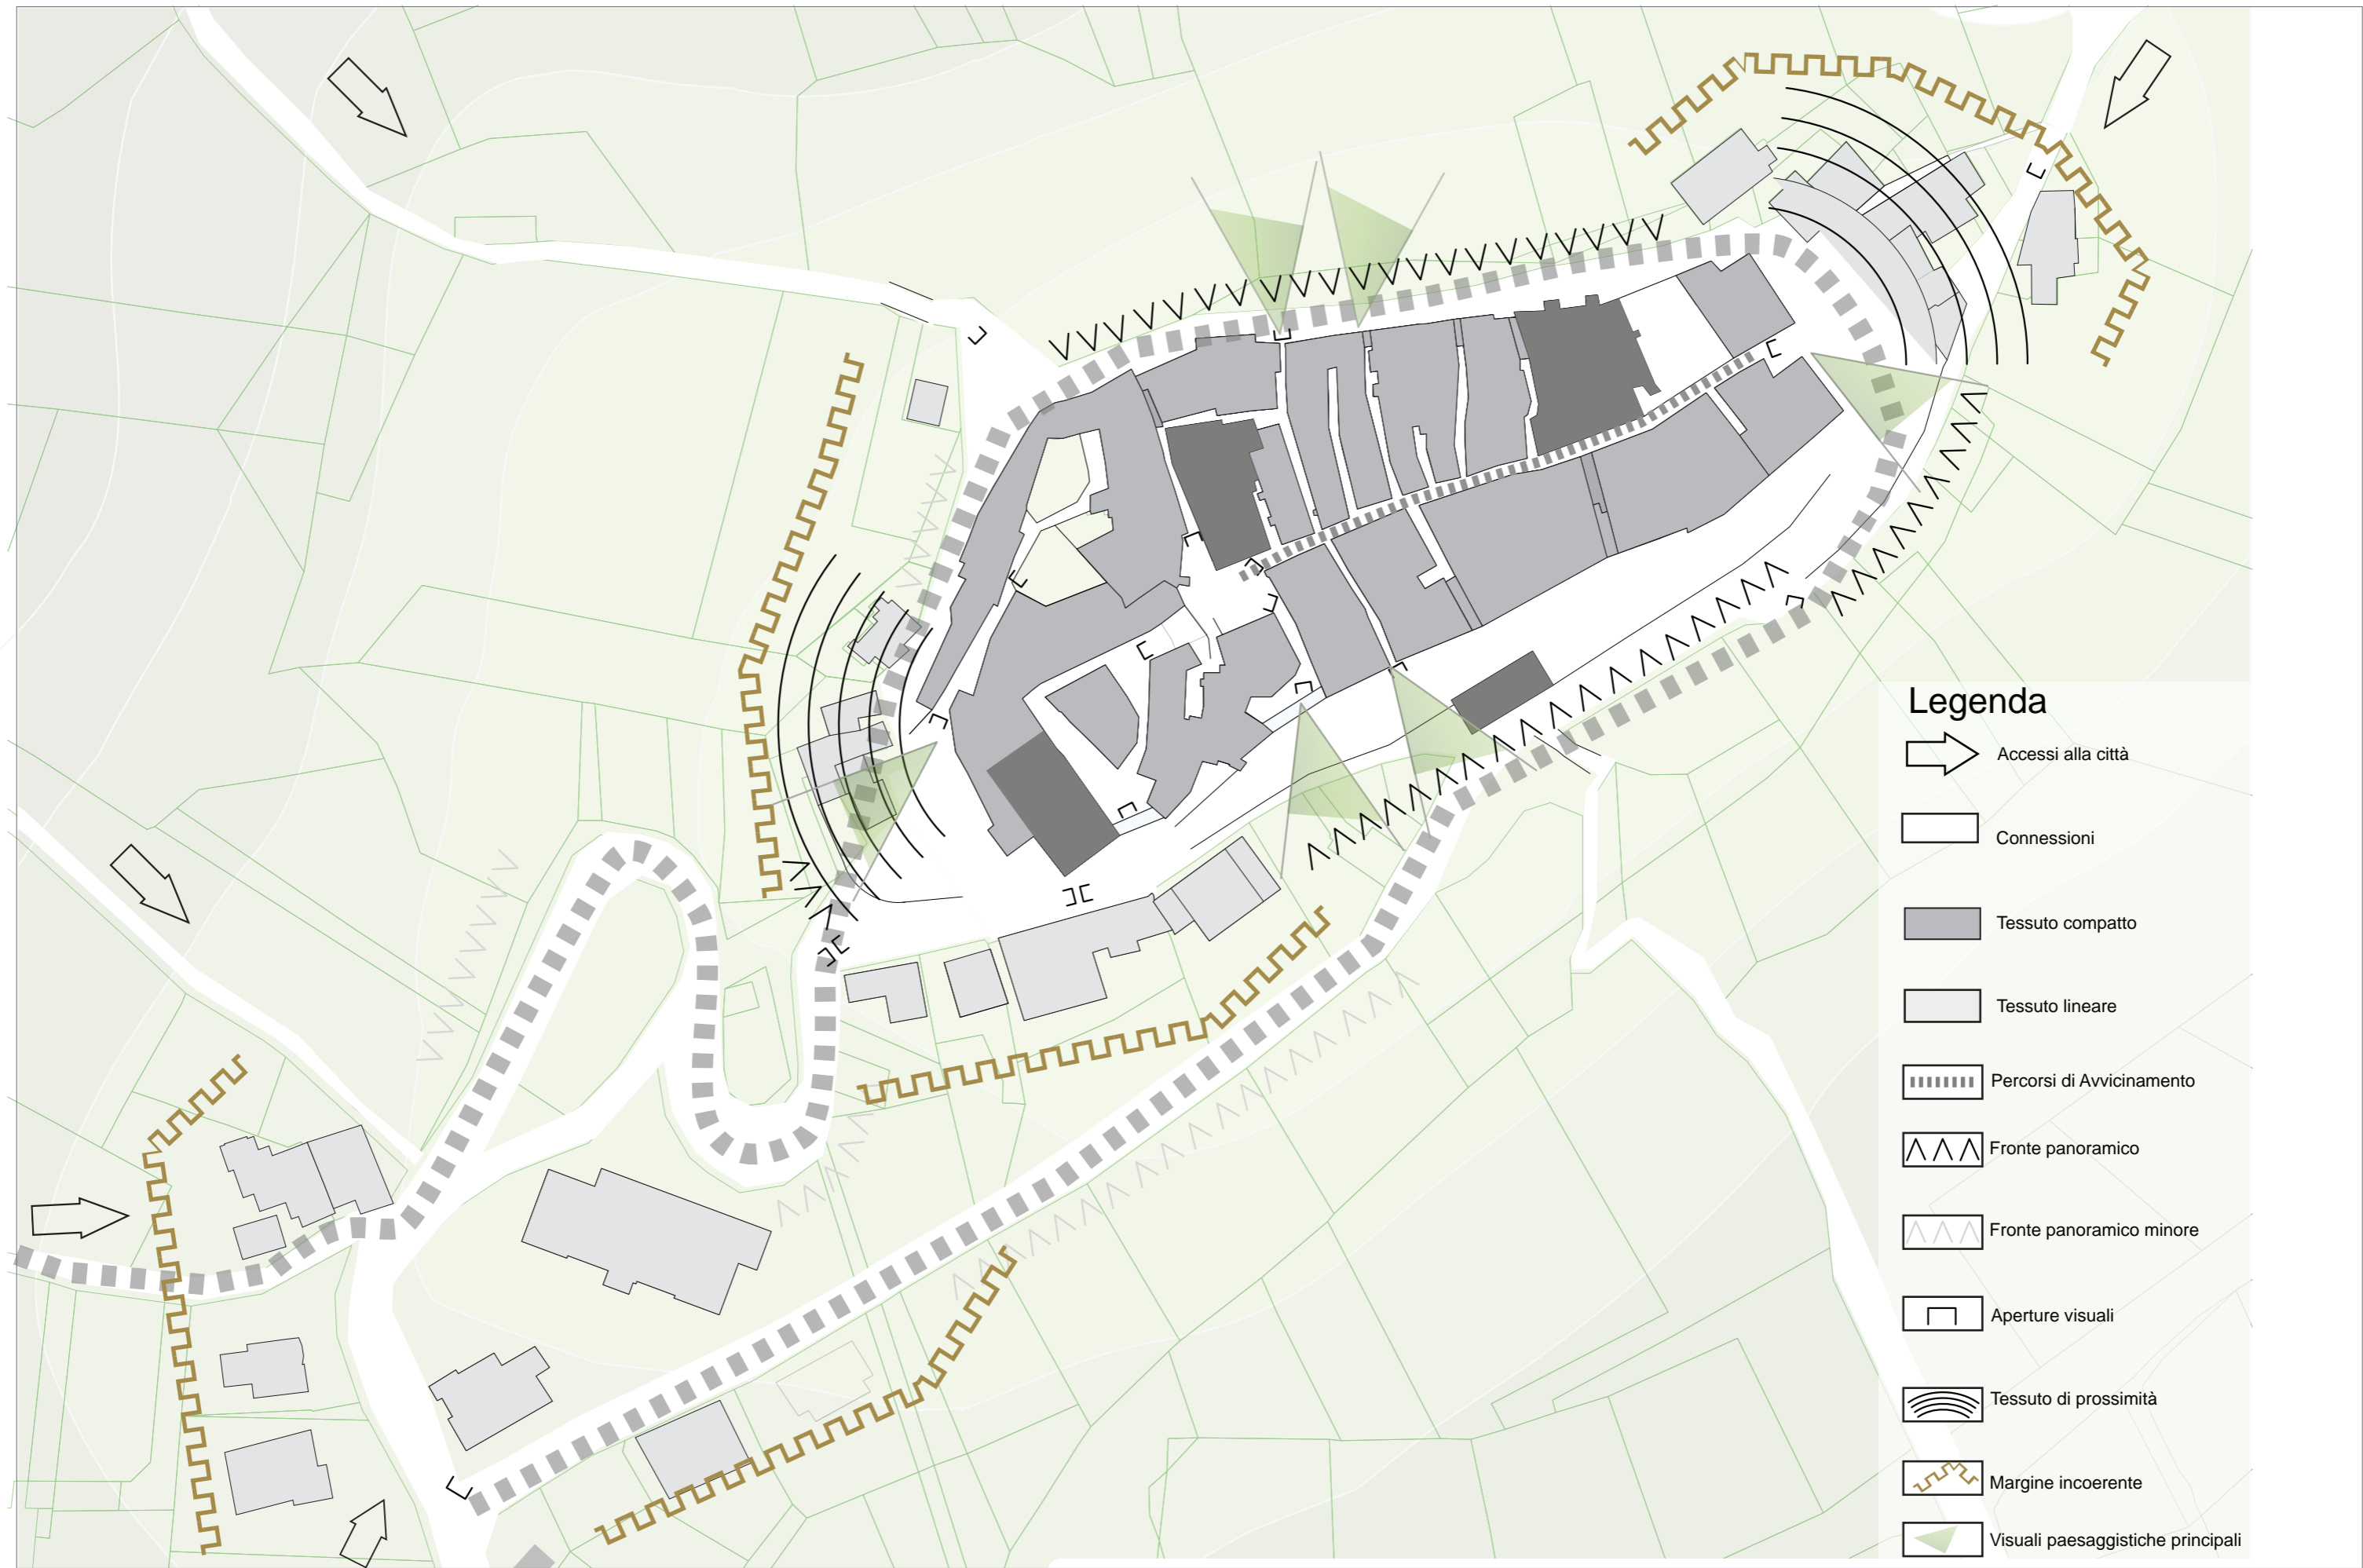 Legenda
Accessi alla città
Connessioni
Tessuto compatto
Tessuto lineare
Percorsi di Avvicinamento
Fronte panoramico
Fronte panoramico minore
Aperture visuali
Tessuto di prossimità
Margine incoerente
Visuali paesaggistiche principali